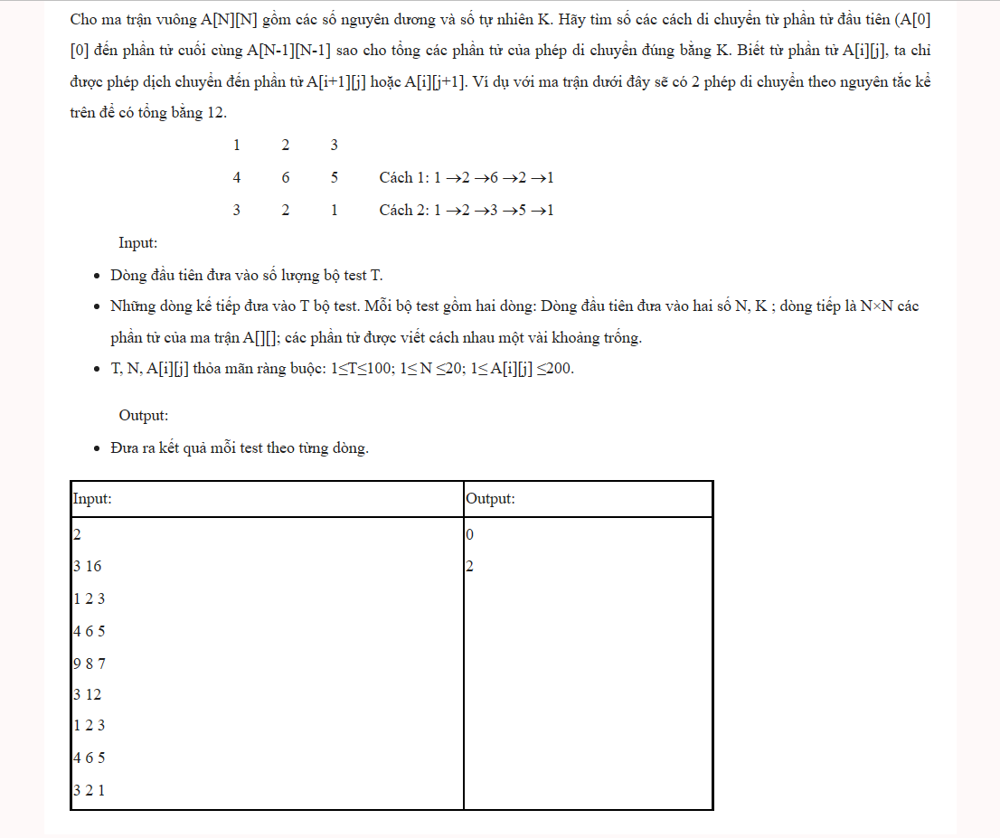 Cho ma trận vuông A[N][N] gồm các số nguyên dương và số tự nhiên K. Hãy tìm số các cách di chuyển từ phần tử đầu tiên (A[0]
[0] đến phần tử cuối cùng A[N-1][N-1] sao cho tổng các phần tử của phép di chuyển đúng bằng K. Biết từ phần tử A[i][j], ta chỉ
được phép dịch chuyển đến phần tử A[i+1][j] hoặc A[i][j+1]. Ví dụ với ma trận dưới đây sẽ có 2 phép di chuyển theo nguyên tắc kể
trên để có tổng bằng 12.
1 2 3
4 6 5 Cách 1: 1 →2 →6 →2 →1
3 2 1 Cách 2: 1 →2 →3 →5 →1
Input:
• Dòng đầu tiên đưa vào số lượng bộ test T.
• Những dòng kế tiếp đưa vào T bộ test. Mỗi bộ test gồm hai dòng: Dòng đầu tiên đưa vào hai số N, K ; dòng tiếp là N×N các
phần tử của ma trận A[][]; các phần tử được viết cách nhau một vài khoảng trống.
• T, N, A[i][j] thỏa mãn ràng buộc: 1≤T≤100; 1≤ N ≤20; 1≤ A[i][j] ≤200.
Output:
• Đưa ra kết quả mỗi test theo từng dòng.
Input: Output:
2 0
3 16 2
1 2 3
4 6 5
9 8 7
3 12
1 2 3
4 6 5
3 2 1